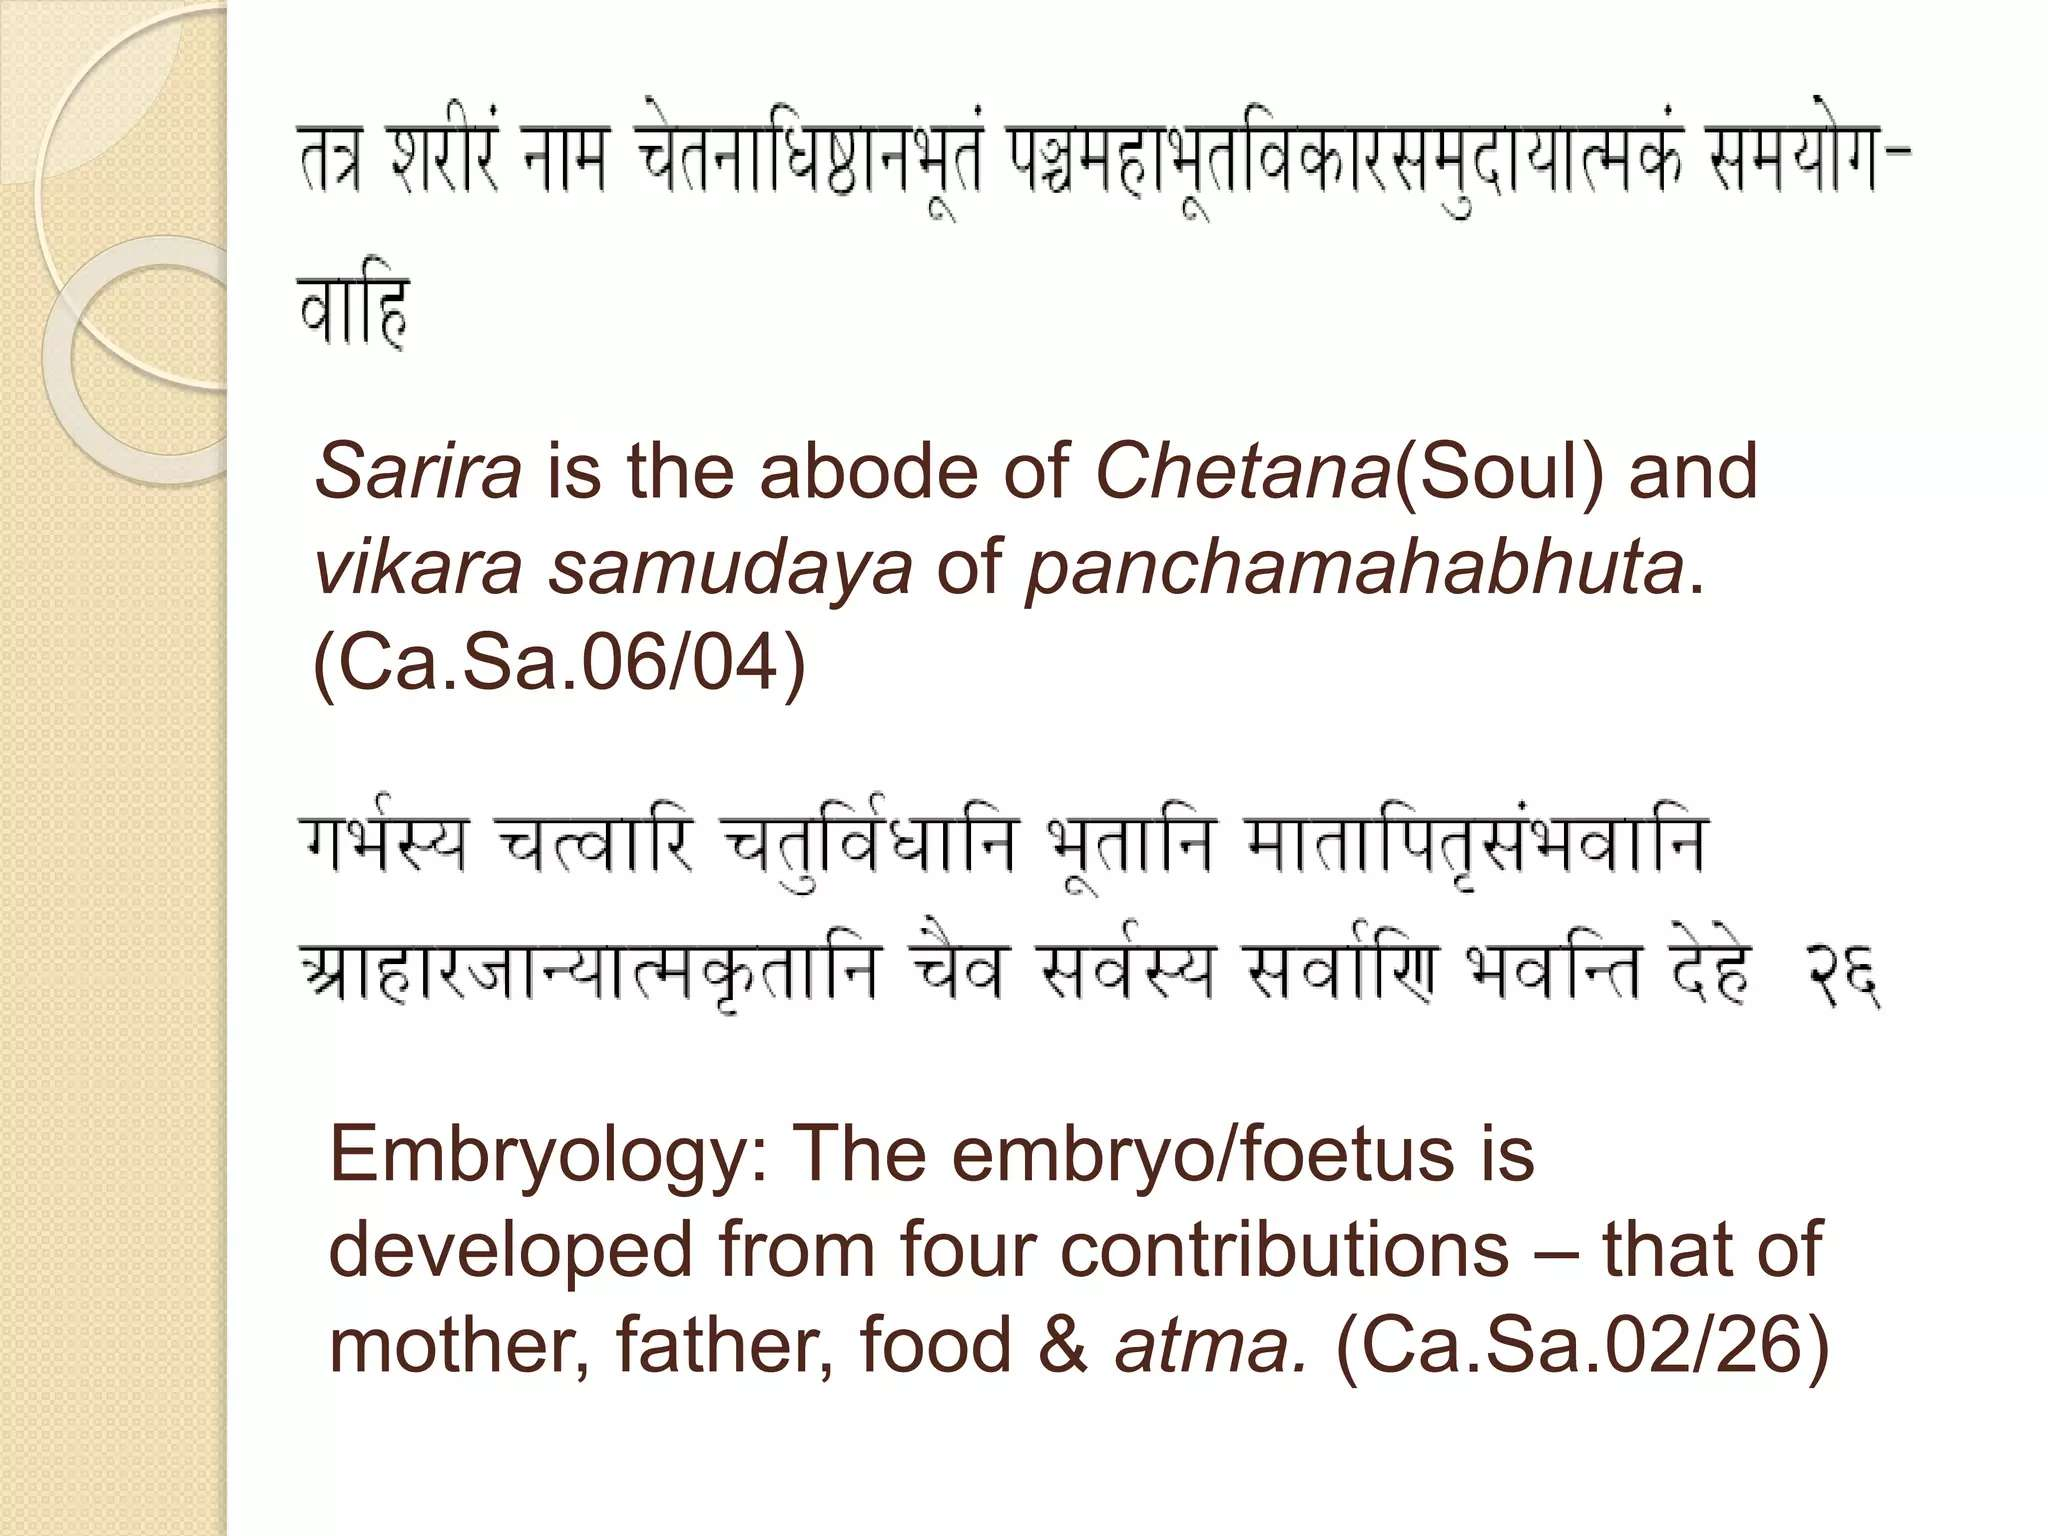 तत्र शरीरं नाम चेतनाधिष्ठानभूतं पञ्चमहाभूतविकारसमुदायात्मकं समयोग-
वाहि
Sarira is the abode of Chetana(Soul) and
vikara samudaya of panchamahabhuta.
(Ca.Sa.06/04)
गर्भस्य चत्वारि चतुर्विधानि भूतानि मातापितृसंभवानि
आहारजान्यात्मकृतानि चैव सर्वस्य सर्वाणि भवन्ति देहे २६
Embryology: The embryo/foetus is
developed from four contributions – that of
mother, father, food & atma. (Ca.Sa.02/26)